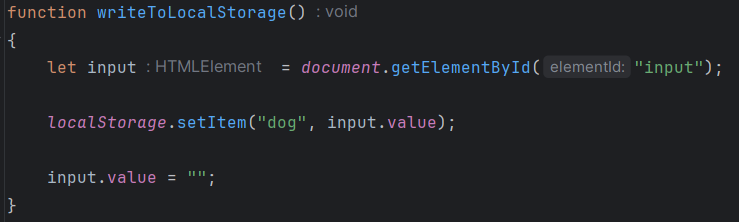 function writeToLocalStorage() : void
{
let input : HTMLElement = document.getElementById( elementId: "input");
localStorage.setItem("dog", input.value);
input.value = "";
}